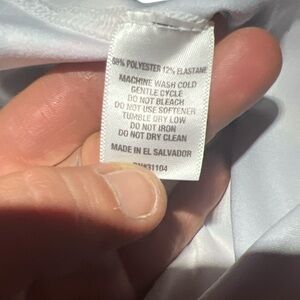 88% POLYESTER 12% ELASTANE
MACHINE WASH COLD
GENTLE CYCLE
DO NOT BLEACH
DO NOT USE SOFTENER
TUMBLE DRY LOW
DO NOT IRON
DO NOT DRY CLEAN
MADE IN EL SALVADOR